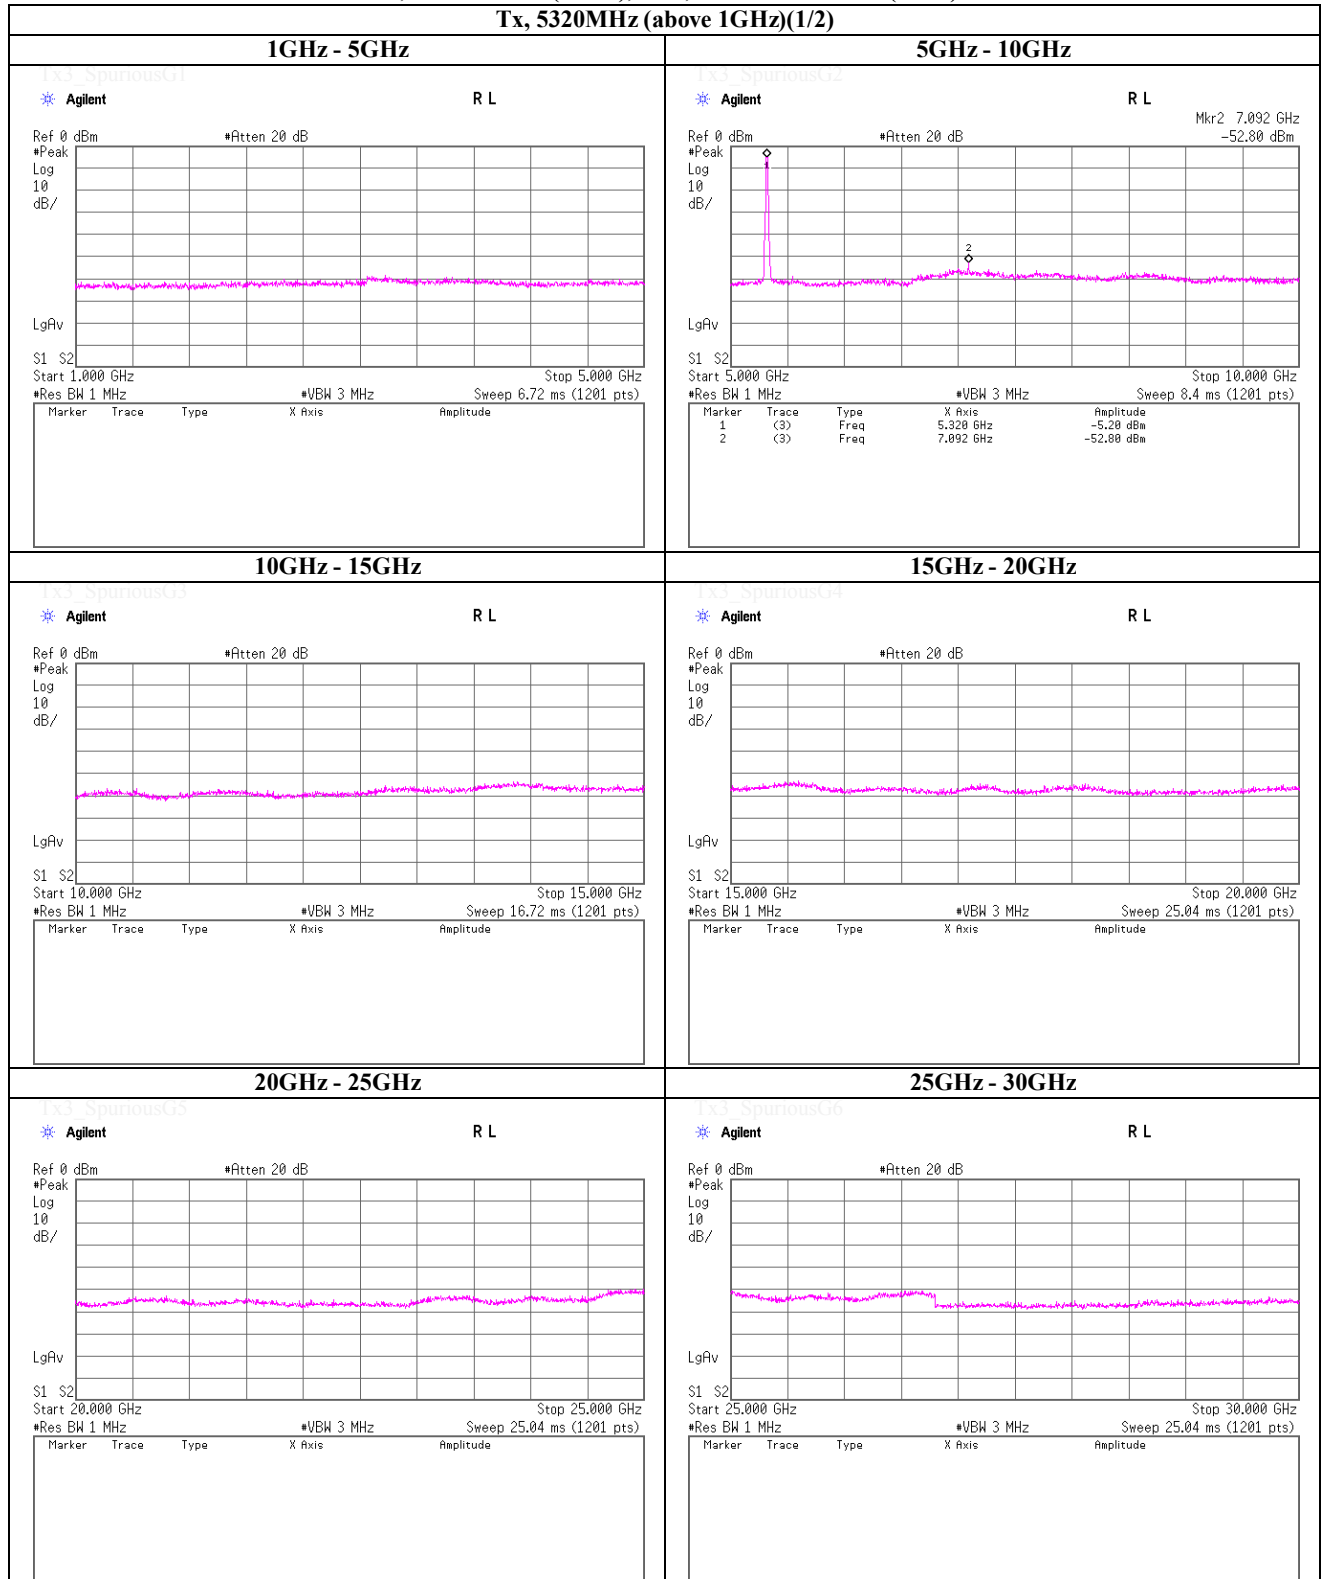 Tx, 5320MHz (above 1GHz)(1/2)
1GHz - 5GHz
5GHz - 10GHz
Tx3_SpuriousG1
Agilent
R L
Ref 0 dBm
#Atten 20 dB
#Peak
Log
10
dB/
LgAv
S1 S2
Start 1.000 GHz
Stop 5.000 GHz
#Res BW 1 MHz
#VBW 3 MHz
Sweep 6.72 ms (1201 pts)
Marker Trace Type X Axis Amplitude
Tx3_SpuriousG2
Agilent
R L
Mkr2 7.092 GHz
Ref 0 dBm
#Atten 20 dB
-52.80 dBm
#Peak
Log
10
dB/
2
LgAv
S1 S2
Start 5.000 GHz
Stop 10.000 GHz
#Res BW 1 MHz
#VBW 3 MHz
Sweep 8.4 ms (1201 pts)
Marker Trace Type X Axis Amplitude
1 (3) Freq 5.320 GHz -5.20 dBm
2 (3) Freq 7.092 GHz -52.80 dBm
10GHz - 15GHz
15GHz - 20GHz
Tx3_SpuriousG3
Agilent
R L
Ref 0 dBm
#Atten 20 dB
#Peak
Log
10
dB/
LgAv
S1 S2
Start 10.000 GHz
Stop 15.000 GHz
#Res BW 1 MHz
#VBW 3 MHz
Sweep 16.72 ms (1201 pts)
Marker Trace Type X Axis Amplitude
Tx3_SpuriousG4
Agilent
R L
Ref 0 dBm
#Atten 20 dB
#Peak
Log
10
dB/
LgAv
S1 S2
Start 15.000 GHz
Stop 20.000 GHz
#Res BW 1 MHz
#VBW 3 MHz
Sweep 25.04 ms (1201 pts)
Marker Trace Type X Axis Amplitude
20GHz - 25GHz
25GHz - 30GHz
Tx3_SpuriousG5
Agilent
R L
Ref 0 dBm
#Atten 20 dB
#Peak
Log
10
dB/
LgAv
S1 S2
Start 20.000 GHz
Stop 25.000 GHz
#Res BW 1 MHz
#VBW 3 MHz
Sweep 25.04 ms (1201 pts)
Marker Trace Type X Axis Amplitude
Tx3_SpuriousG6
Agilent
R L
Ref 0 dBm
#Atten 20 dB
#Peak
Log
10
dB/
LgAv
S1 S2
Start 25.000 GHz
Stop 30.000 GHz
#Res BW 1 MHz
#VBW 3 MHz
Sweep 25.04 ms (1201 pts)
Marker Trace Type X Axis Amplitude